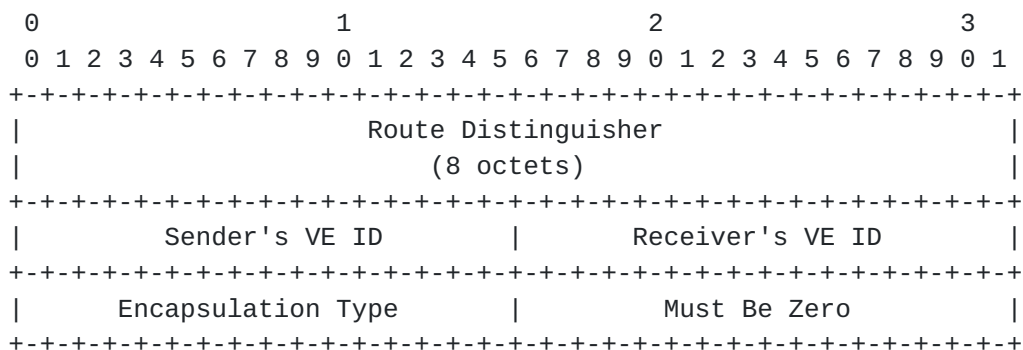 0                   1                   2                   3
 0 1 2 3 4 5 6 7 8 9 0 1 2 3 4 5 6 7 8 9 0 1 2 3 4 5 6 7 8 9 0 1
+-+-+-+-+-+-+-+-+-+-+-+-+-+-+-+-+-+-+-+-+-+-+-+-+-+-+-+-+-+-+-+-+
|                      Route Distinguisher                      |
|                          (8 octets)                           |
+-+-+-+-+-+-+-+-+-+-+-+-+-+-+-+-+-+-+-+-+-+-+-+-+-+-+-+-+-+-+-+-+
|         Sender's VE ID        |       Receiver's VE ID        |
+-+-+-+-+-+-+-+-+-+-+-+-+-+-+-+-+-+-+-+-+-+-+-+-+-+-+-+-+-+-+-+-+
|      Encapsulation Type       |         Must Be Zero          |
+-+-+-+-+-+-+-+-+-+-+-+-+-+-+-+-+-+-+-+-+-+-+-+-+-+-+-+-+-+-+-+-+